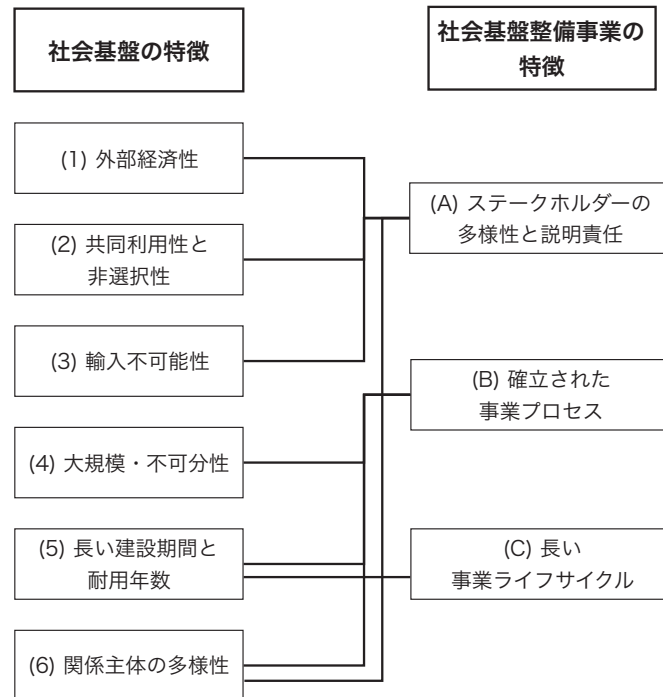 社会基盤の特徴
社会基盤整備事業の
特徴
(1) 外部経済性
(2) 共同利用性と
非選択性
(3) 輸入不可能性
(4) 大規模・不可分性
(5) 長い建設期間と
耐用年数
(6) 関係主体の多様性
(A) ステークホルダーの
多様性と説明責任
(B) 確立された
事業プロセス
(C) 長い
事業ライフサイクル